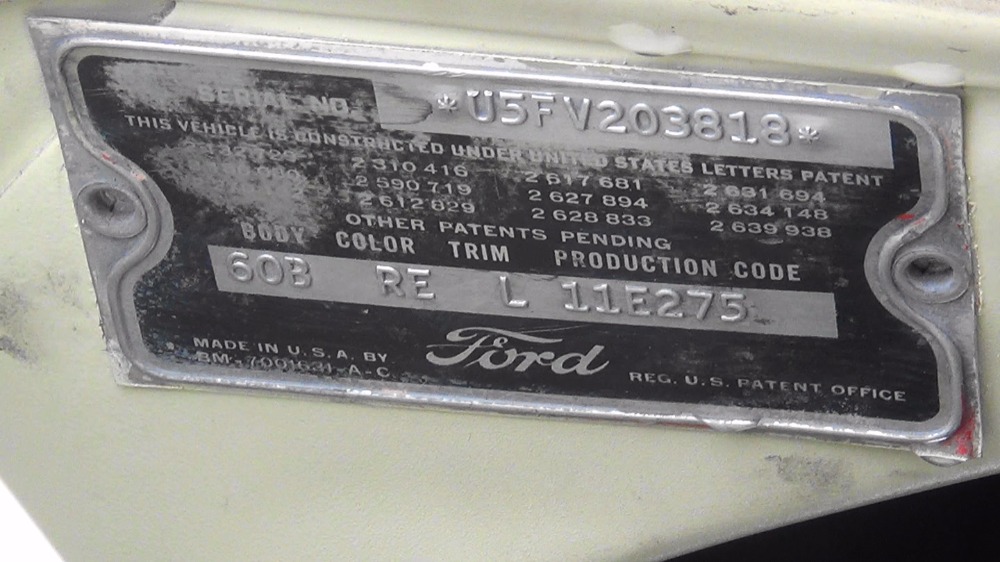 SERIAL NO. *U5FV203818*
THIS VEHICLE IS CONSTRUCTED UNDER UNITED STATES LETTERS PATENT
2 310 416 2 617 681 2 631 694
2 590 719 2 627 894 2 634 148
2 612 829 2 628 833 2 639 938
OTHER PATENTS PENDING
BODY COLOR TRIM PRODUCTION CODE
60B RE L 11E275
MADE IN U.S.A. BY Ford REG. U.S. PATENT OFFICE
BM-7001631-A-C